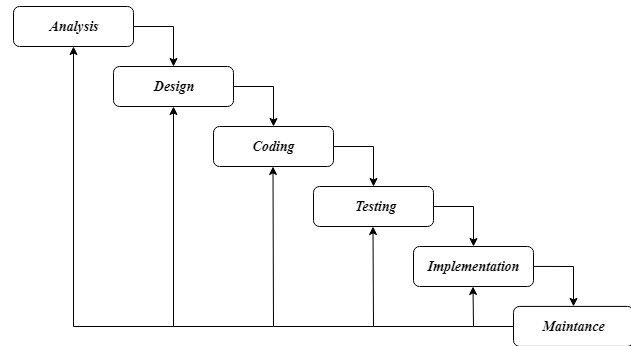 Analysis
Design
Coding
Testing
Implementation
Maintance